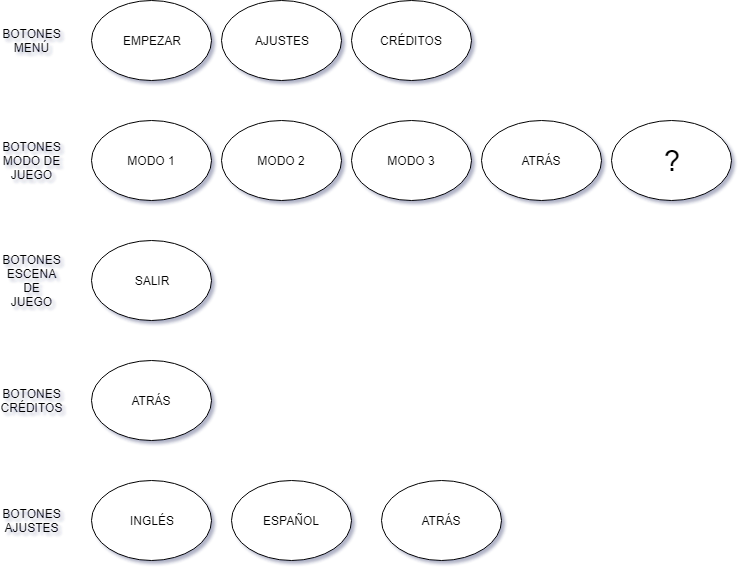 BOTONES
MENÚ
EMPEZAR
AJUSTES
CRÉDITOS
BOTONES
MODO DE
JUEGO
MODO 1
MODO 2
MODO 3
ATRÁS
?
BOTONES
ESCENA
DE
JUEGO
SALIR
BOTONES
CRÉDITOS
ATRÁS
BOTONES
AJUSTES
INGLÉS
ESPAÑOL
ATRÁS